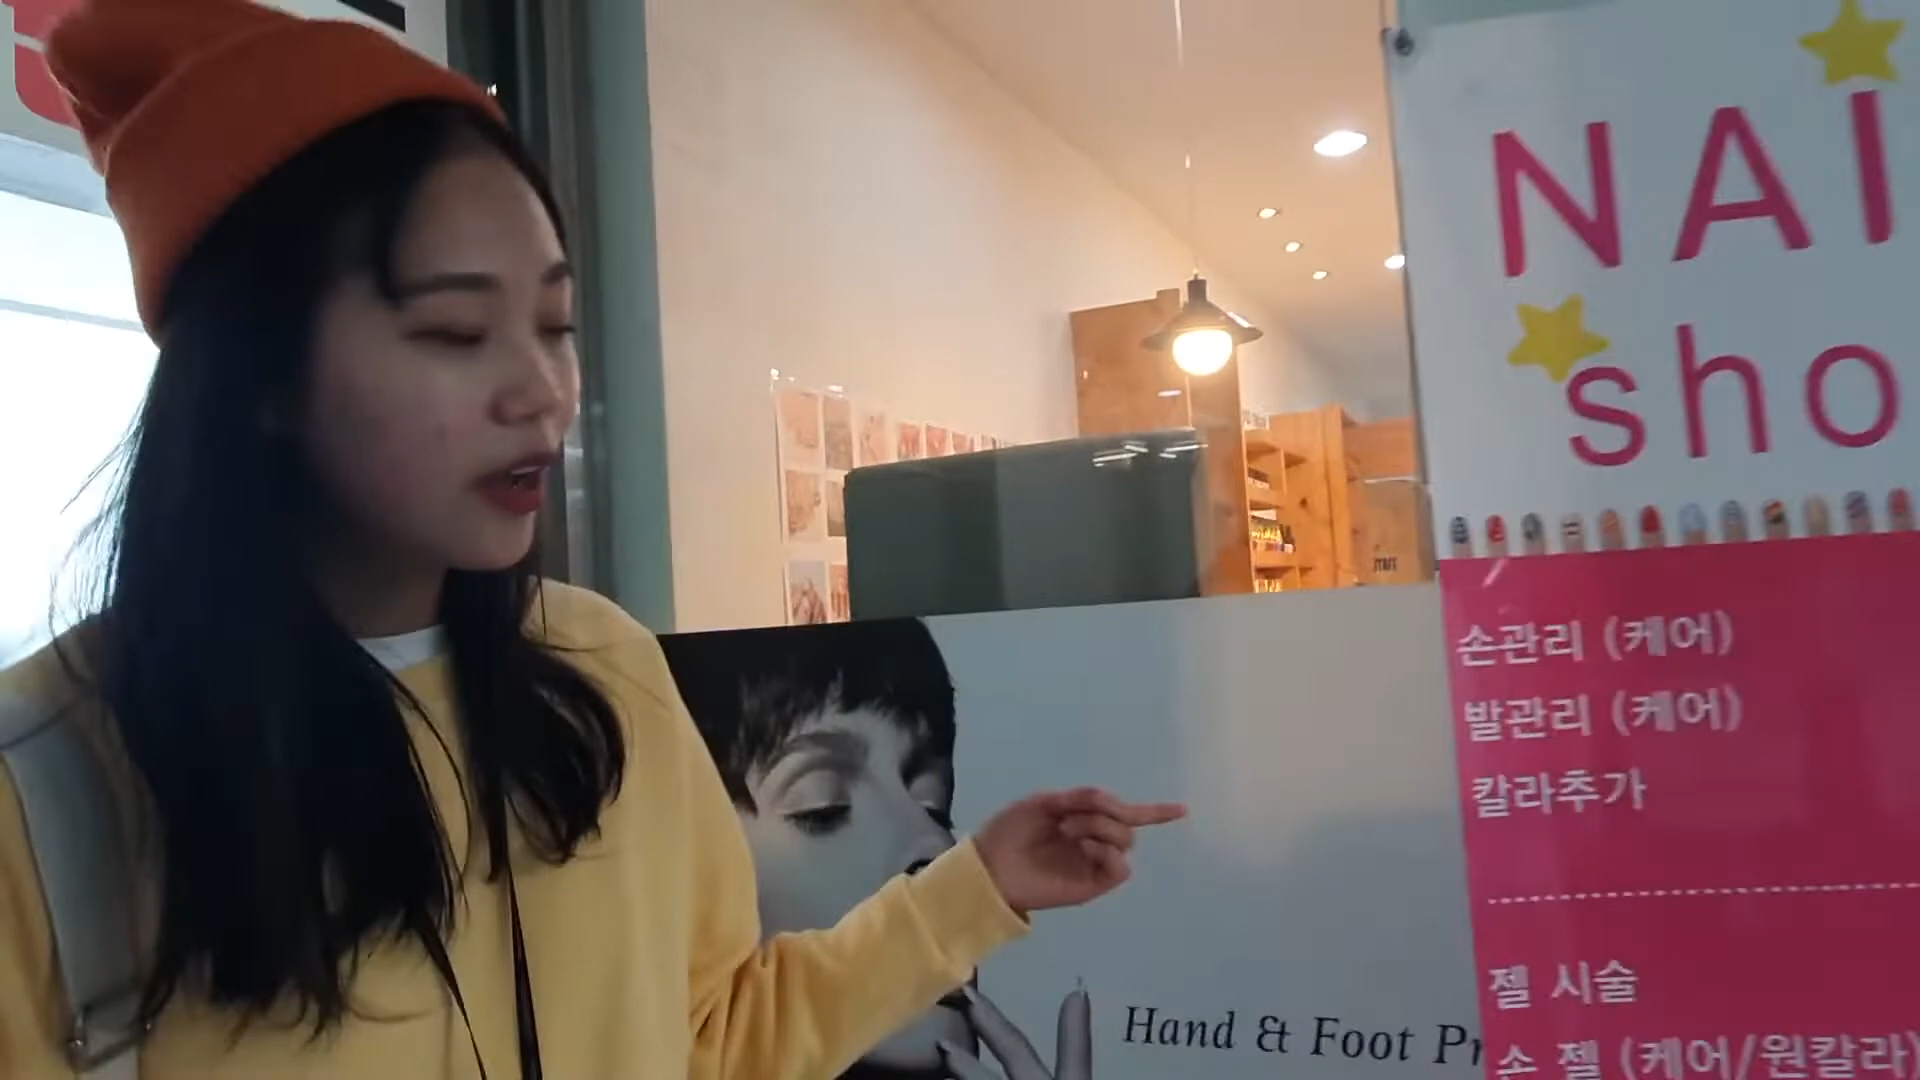 NAI
sho
손관리 (케어)
발관리 (케어)
칼라추가
젤 시술
손 젤 (케어/원칼라)
Hand & Foot Pr